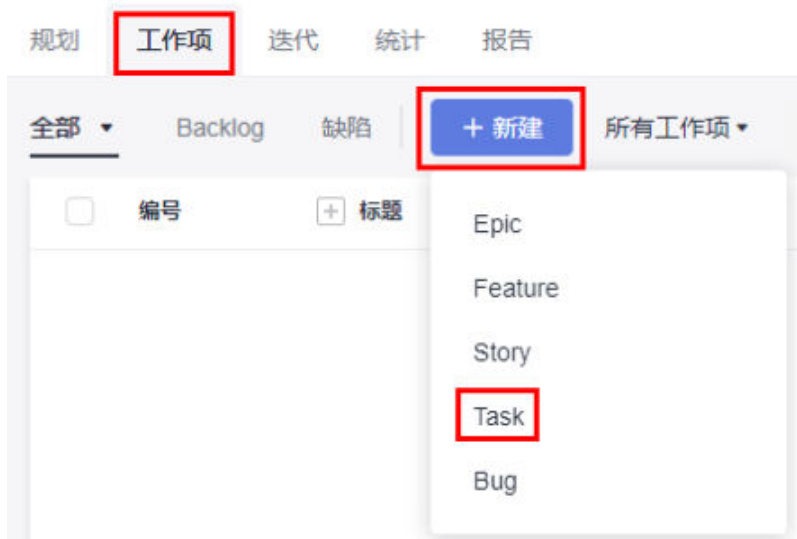 规划 工作项 迭代 统计 报告
全部 Backlog 缺陷 + 新建 所有工作项
编号 标题
Epic
Feature
Story
Task
Bug